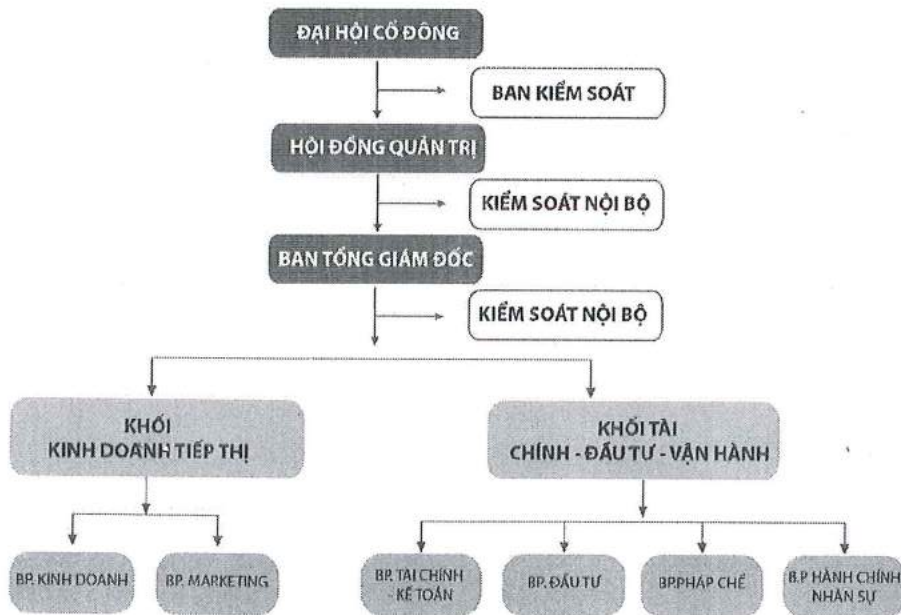 ĐẠI HỘI CỔ ĐÔNG
BAN KIỂM SOÁT
HỘI ĐỒNG QUẢN TRỊ
KIỂM SOÁT NỘI BỘ
BAN TỔNG GIÁM ĐỐC
KIỂM SOÁT NỘI BỘ
KHỐI
KINH DOANH TIẾP THỊ
KHỐI TÀI
CHÍNH - ĐẦU TƯ - VẬN HÀNH
BP. KINH DOANH
BP. MARKETING
BP. TÀI CHÍNH
- KẾ TOÁN
BP. ĐẦU TƯ
BP.PHÁP CHẾ
B.P HÀNH CHÍNH
NHÂN SỰ